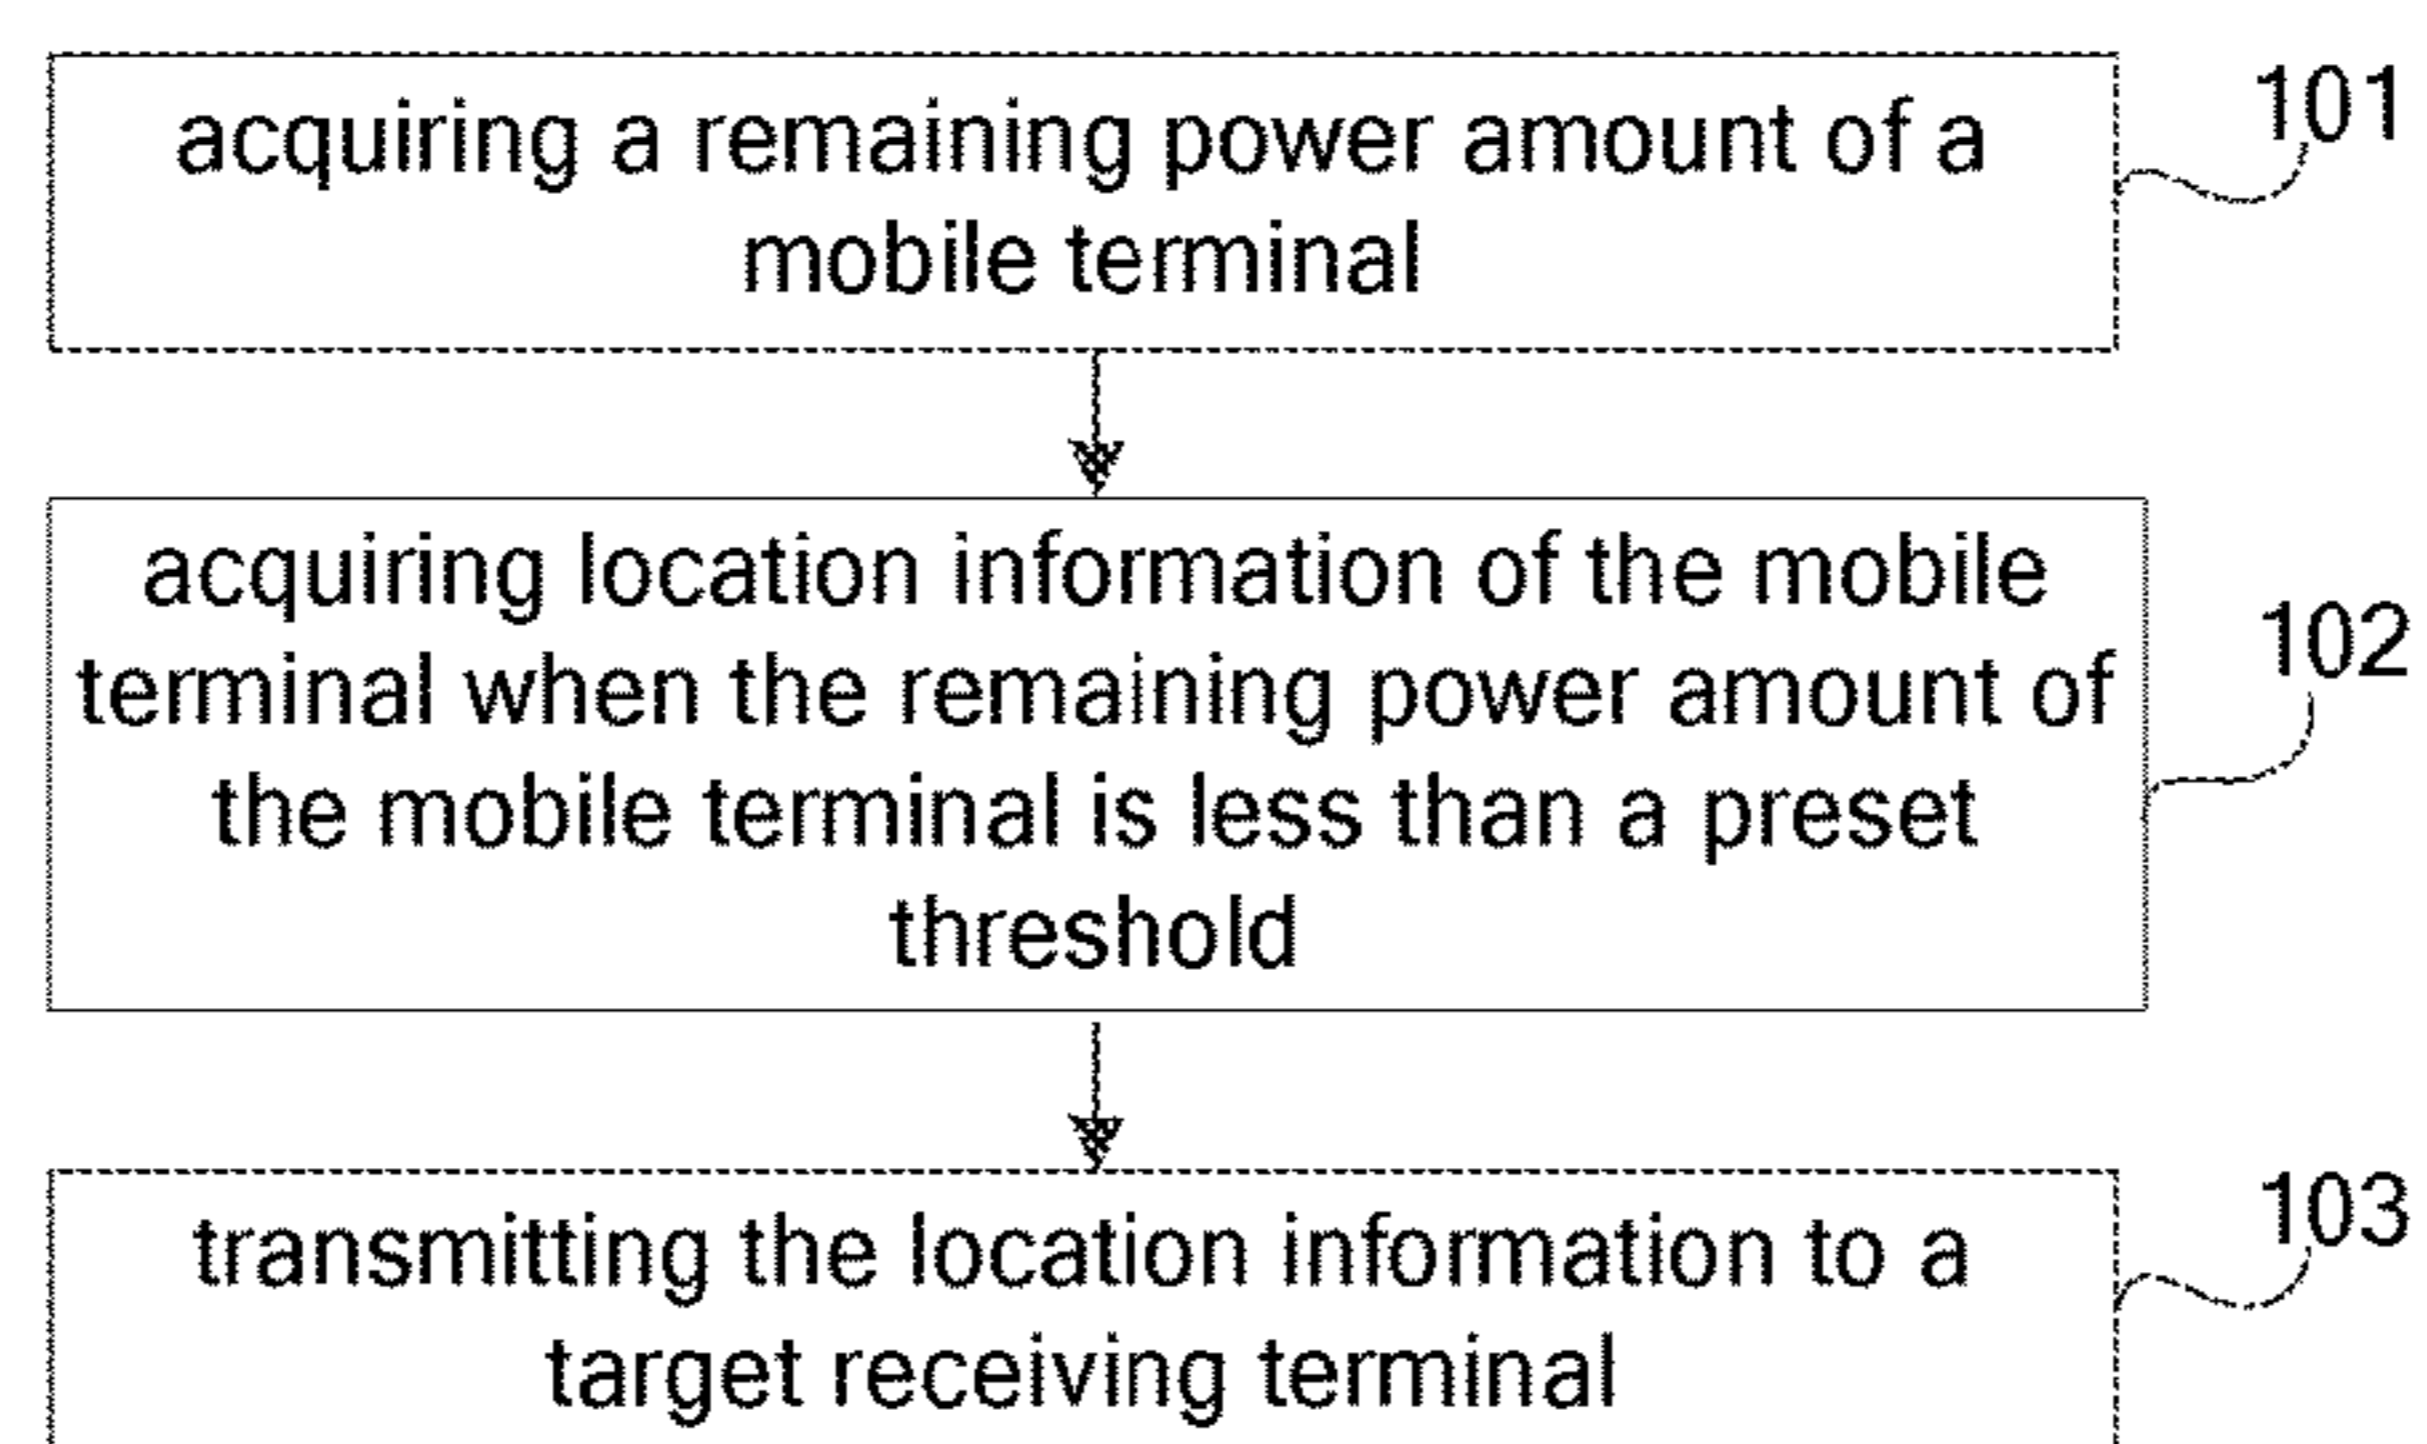 acquiring a remaining power amount of a
mobile terminal
101
acquiring location information of the mobile
terminal when the remaining power amount of
the mobile terminal is less than a preset
threshold
102
transmitting the location information to a
target receiving terminal
103